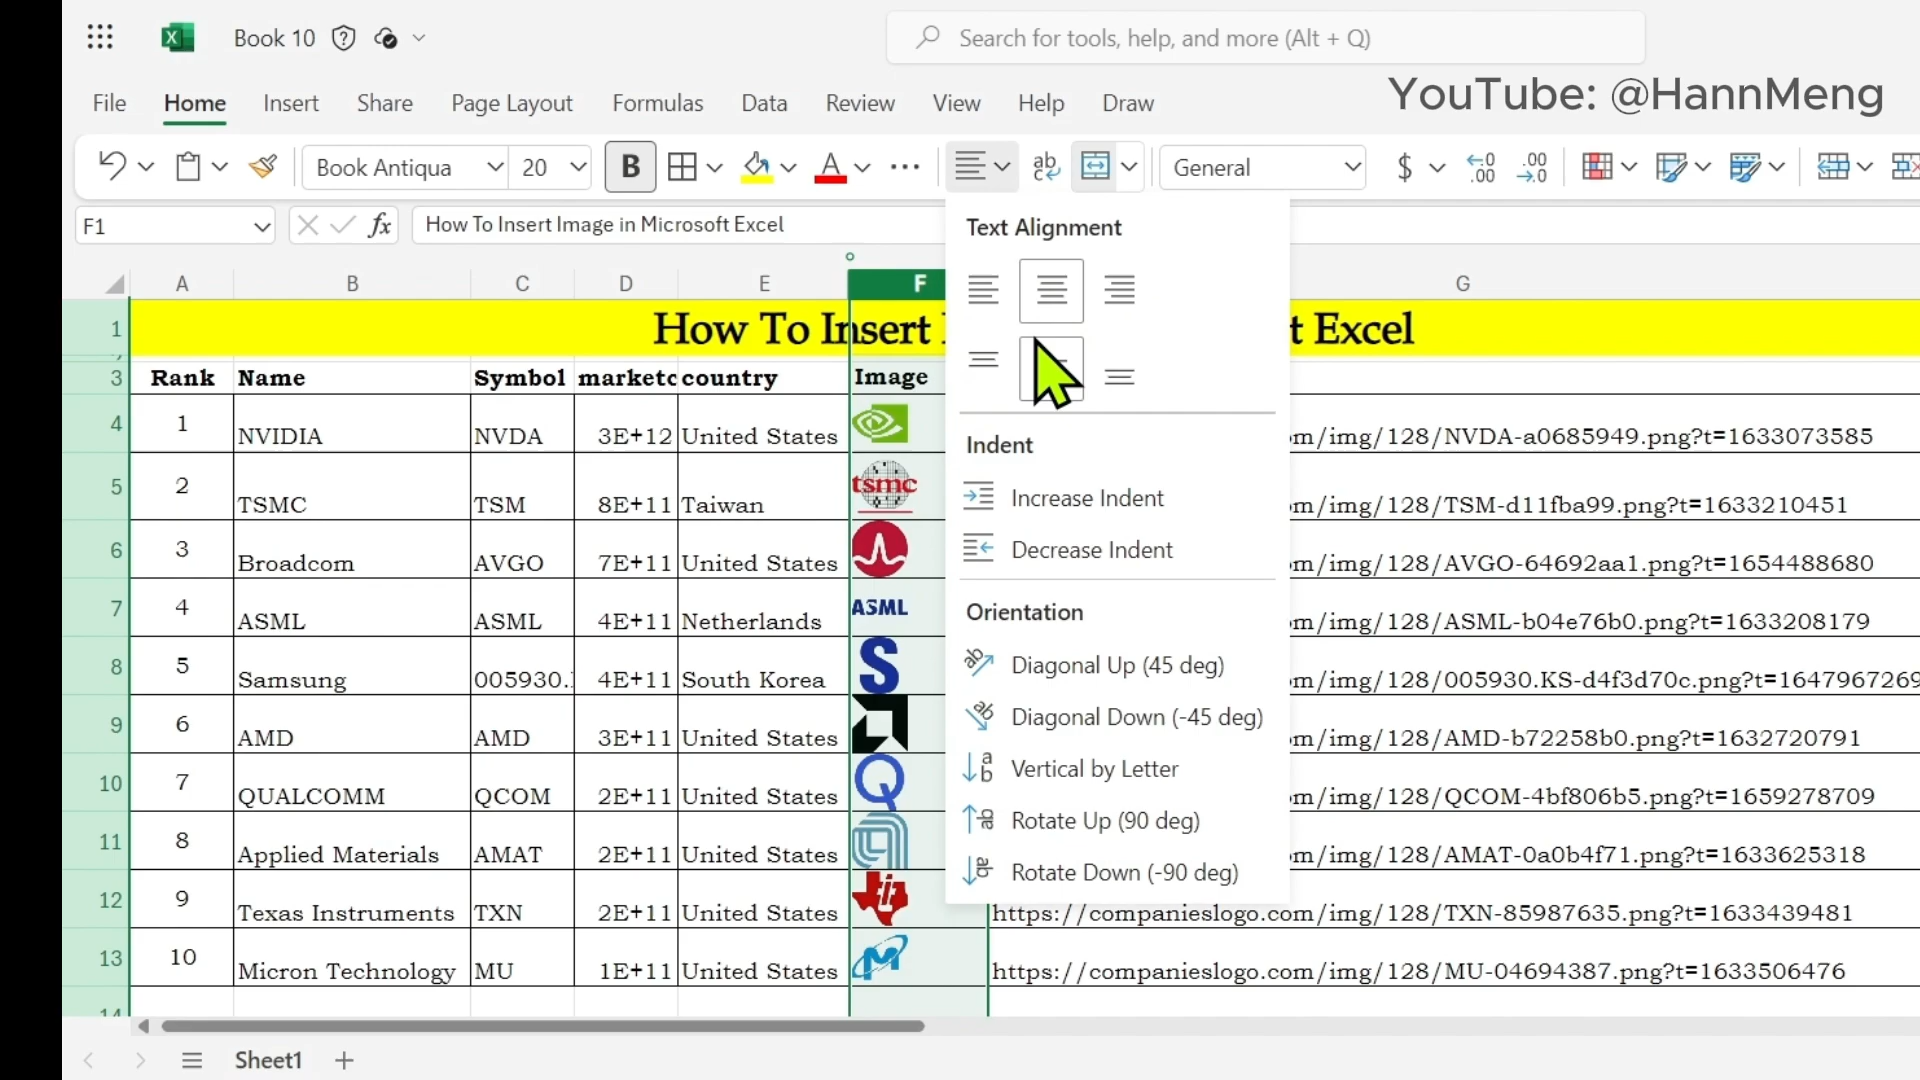 Book 10
Search for tools, help, and more (Alt + Q)
YouTube: @HannMeng
File Home Insert Share Page Layout Formulas Data Review View Help Draw
Book Antiqua 20 B A ab c General $ .00 .00
F1 fx How To Insert Image in Microsoft Excel
A B C D E F G
1 How To Insert t Excel
3 Rank Name Symbol country Image
4 1 NVIDIA NVDA 3E+12 United States m/img/128/NVDA-a0685949.png?t=1633073585
5 2 TSMC TSM 8E+11 Taiwan tsmc m/img/128/TSM-d11fba99.png?t=1633210451
6 3 Broadcom AVGO 7E+11 United States m/img/128/AVGO-64692aa1.png?t=1654488680
7 4 ASML ASML 4E+11 Netherlands ASML m/img/128/ASML-b04e76b0.png?t=1633208179
8 5 Samsung 005930. 4E+11 South Korea S m/img/128/005930.KS-d4f3d70c.png?t=1647967269
9 6 AMD AMD 3E+11 United States m/img/128/AMD-b72258b0.png?t=1632720791
10 7 QUALCOMM QCOM 2E+11 United States m/img/128/QCOM-4bf806b5.png?t=1659278709
11 8 Applied Materials AMAT 2E+11 United States m/img/128/AMAT-0a0b4f71.png?t=1633625318
12 9 Texas Instruments TXN 2E+11 United States https://companieslogo.com/img/128/TXN-85987635.png?t=1633439481
13 10 Micron Technology MU 1E+11 United States https://companieslogo.com/img/128/MU-04694387.png?t=1633506476
Text Alignment
Indent
Increase Indent
Decrease Indent
Orientation
Diagonal Up (45 deg)
Diagonal Down (-45 deg)
Vertical by Letter
Rotate Up (90 deg)
Rotate Down (-90 deg)
Sheet1